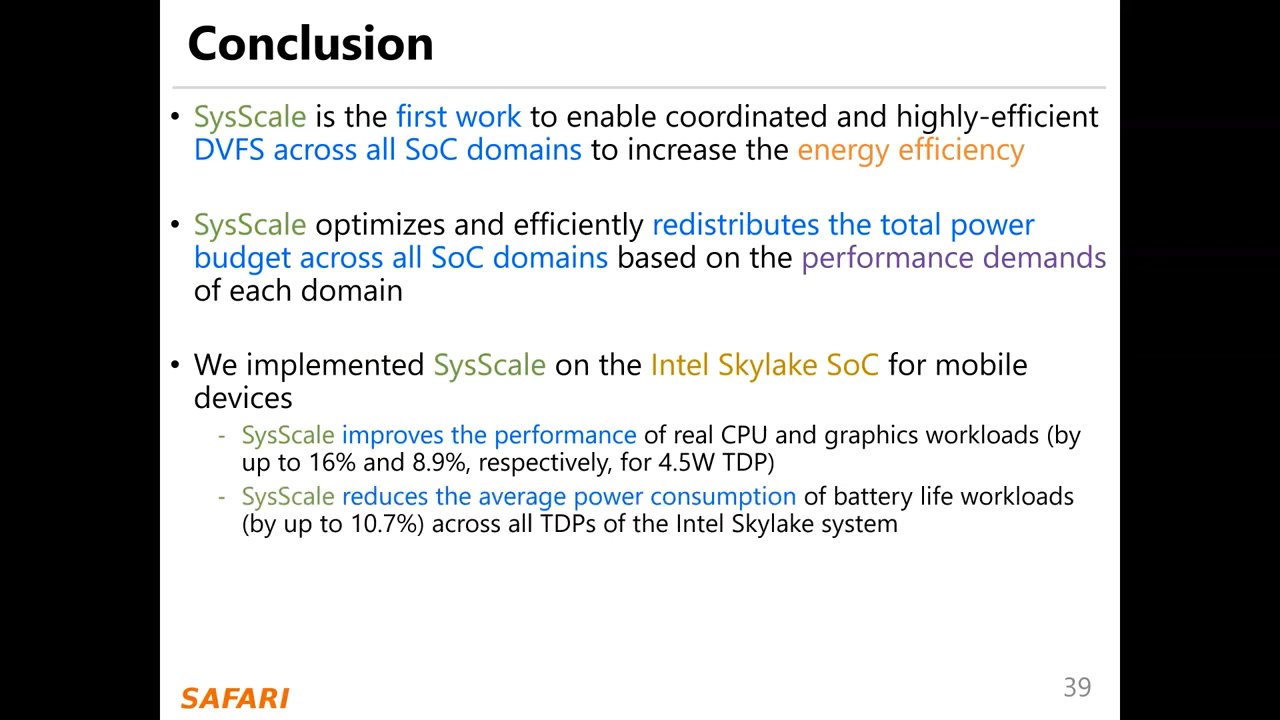 Conclusion
• SysScale is the first work to enable coordinated and highly-efficient
DVFS across all SoC domains to increase the energy efficiency
• SysScale optimizes and efficiently redistributes the total power
budget across all SoC domains based on the performance demands
of each domain
• We implemented SysScale on the Intel Skylake SoC for mobile
devices
- SysScale improves the performance of real CPU and graphics workloads (by
up to 16% and 8.9%, respectively, for 4.5W TDP)
- SysScale reduces the average power consumption of battery life workloads
(by up to 10.7%) across all TDPs of the Intel Skylake system
SAFARI
39